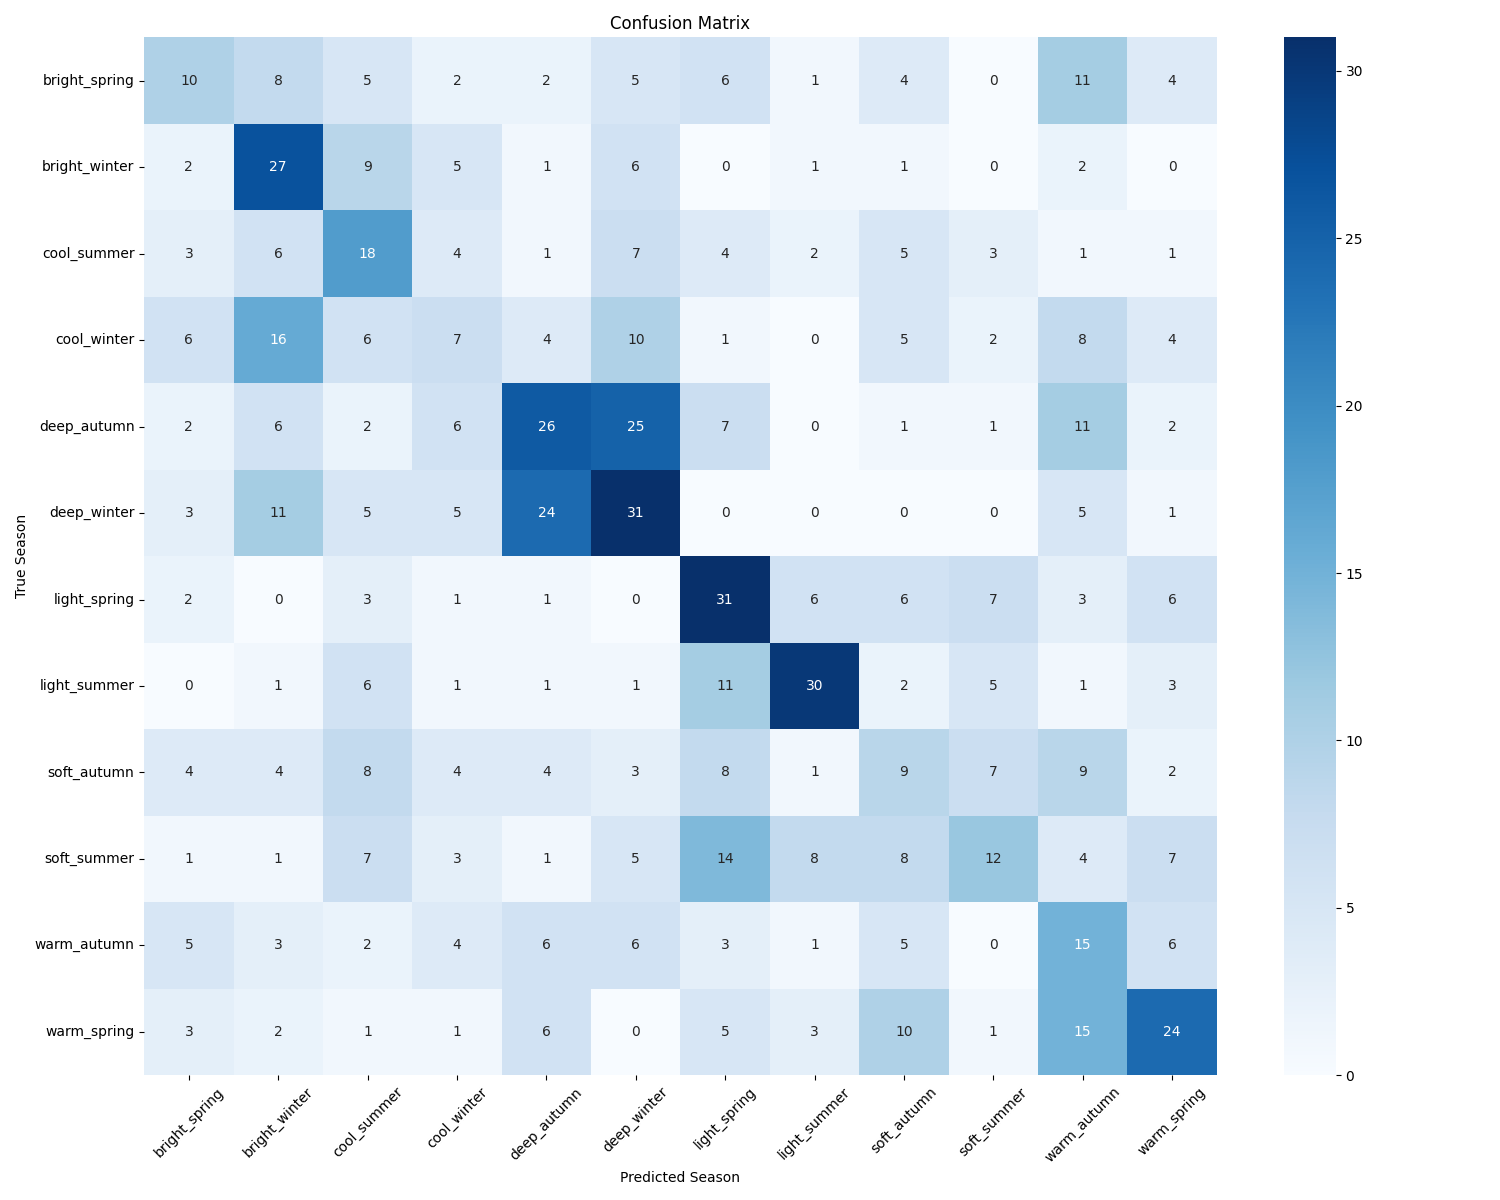 Confusion Matrix
bright_spring 10 8 5 2 2 5 6 1 4 0 11 4
bright_winter 2 27 9 5 1 6 0 1 1 0 2 0
cool_summer 3 6 18 4 1 7 4 2 5 3 1 1
cool_winter 6 16 6 7 4 10 1 0 5 2 8 4
deep_autumn 2 6 2 6 26 25 7 0 1 1 11 2
deep_winter 3 11 5 5 24 31 0 0 0 0 5 1
light_spring 2 0 3 1 1 0 31 6 6 7 3 6
light_summer 0 1 6 1 1 1 11 30 2 5 1 3
soft_autumn 4 4 8 4 4 3 8 1 9 7 9 2
soft_summer 1 1 7 3 1 5 14 8 8 12 4 7
warm_autumn 5 3 2 4 6 6 3 1 5 0 15 6
warm_spring 3 2 1 1 6 0 5 3 10 1 15 24
bright_spring bright_winter cool_summer cool_winter deep_autumn deep_winter light_spring light_summer soft_autumn soft_summer warm_autumn warm_spring
Predicted Season
True Season
30
25
20
15
10
5
0